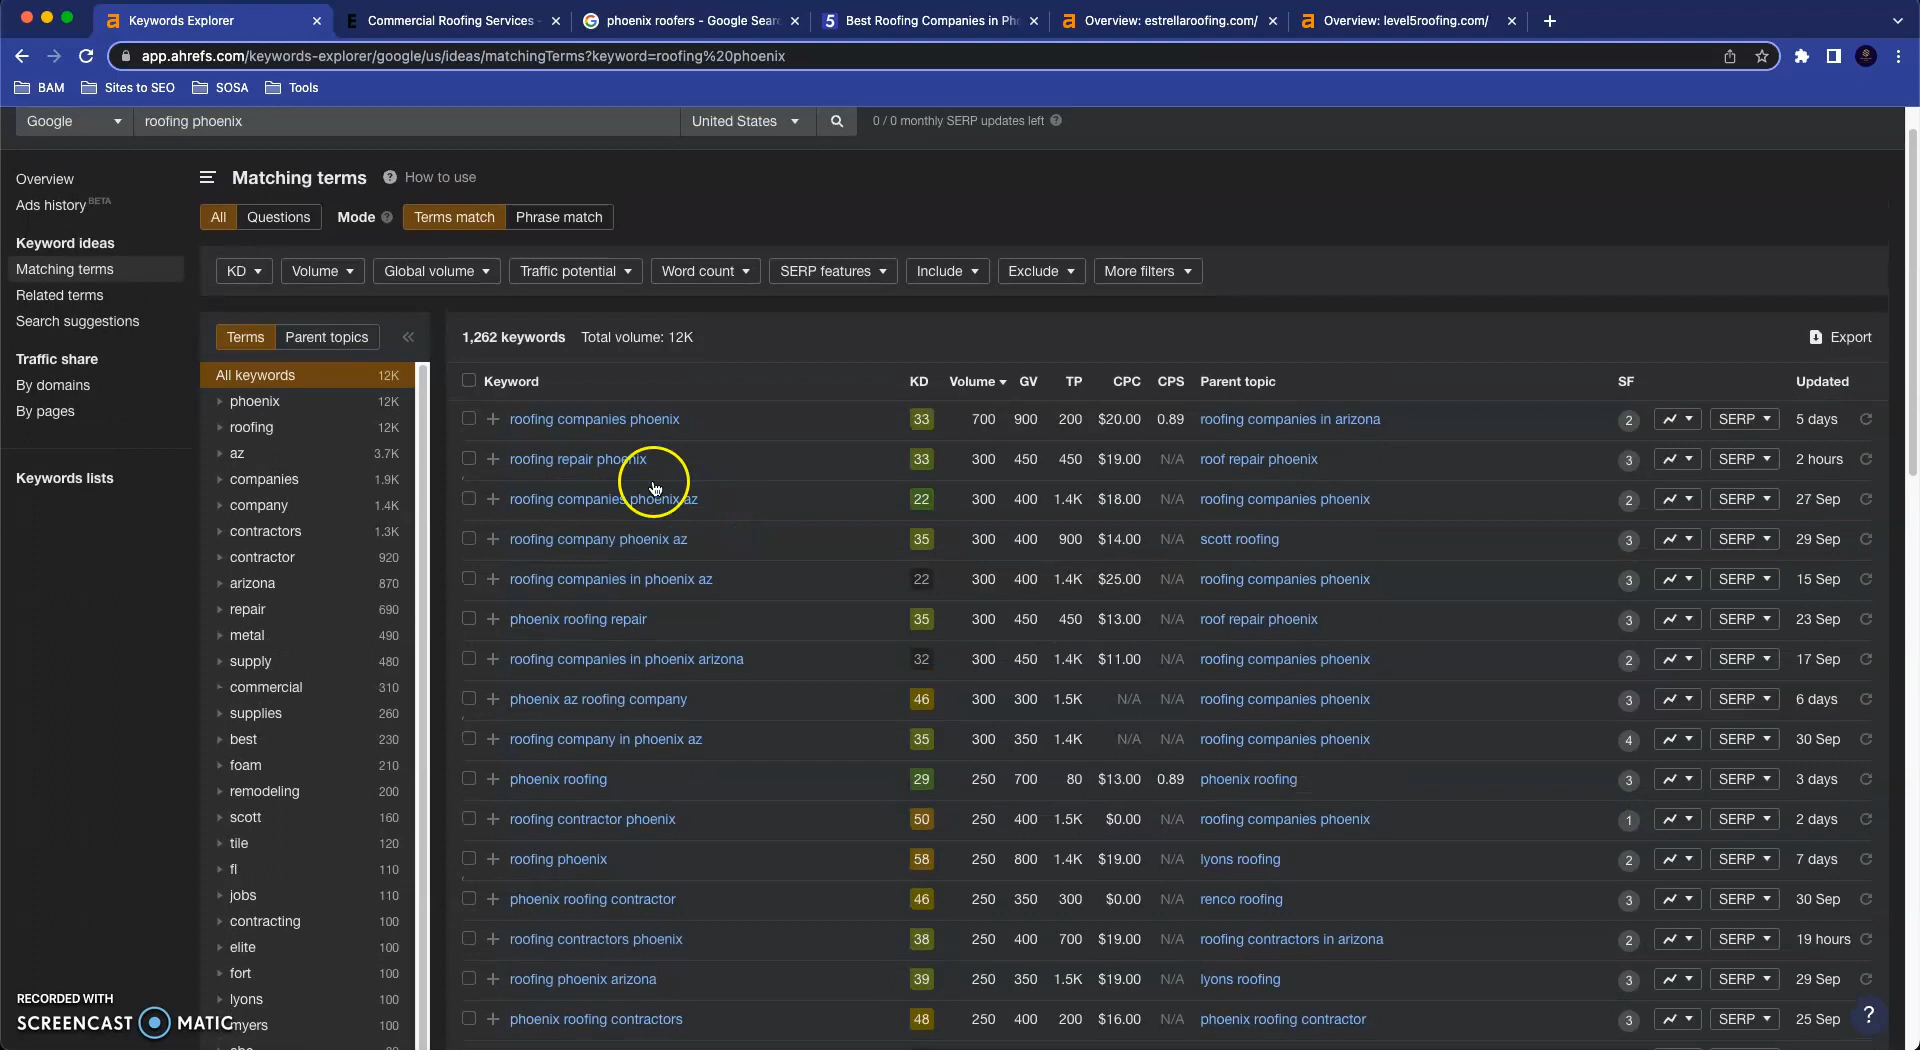 Keywords Explorer
Commercial Roofing Services -
phoenix roofers - Google Sear
Best Roofing Companies in Ph
Overview: estrellaroofing.com/
Overview: level5roofing.com/
app.ahrefs.com/keywords-explorer/google/us/ideas/matchingTerms?keyword=roofing%20phoenix
BAM Sites to SEO SOSA Tools
Google roofing phoenix United States 0 / 0 monthly SERP updates left
Overview
Ads history BETA
Keyword ideas
Matching terms
Related terms
Search suggestions
Traffic share
By domains
By pages
Keywords lists
Matching terms How to use
All Questions Mode Terms match Phrase match
KD Volume Global volume Traffic potential Word count SERP features Include Exclude More filters
Terms Parent topics
All keywords 12K
phoenix 12K
roofing 12K
az 3.7K
companies 1.9K
company 1.4K
contractors 1.3K
contractor 920
arizona 870
repair 690
metal 490
supply 480
commercial 310
supplies 260
best 230
foam 210
remodeling 200
scott 160
tile 120
fl 110
jobs 110
contracting 100
elite 100
fort 100
lyons 100
myers 100
1,262 keywords Total volume: 12K Export
Keyword KD Volume GV TP CPC CPS Parent topic SF Updated
roofing companies phoenix 33 700 900 200 $20.00 0.89 roofing companies in arizona 2 SERP 5 days
roofing repair phoenix 33 300 450 450 $19.00 N/A roof repair phoenix 3 SERP 2 hours
roofing companies phoenix az 22 300 400 1.4K $18.00 N/A roofing companies phoenix 2 SERP 27 Sep
roofing company phoenix az 35 300 400 900 $14.00 N/A scott roofing 3 SERP 29 Sep
roofing companies in phoenix az 22 300 400 1.4K $25.00 N/A roofing companies phoenix 3 SERP 15 Sep
phoenix roofing repair 35 300 450 450 $13.00 N/A roof repair phoenix 3 SERP 23 Sep
roofing companies in phoenix arizona 32 300 450 1.4K $11.00 N/A roofing companies phoenix 2 SERP 17 Sep
phoenix az roofing company 46 300 300 1.5K N/A N/A roofing companies phoenix 3 SERP 6 days
roofing company in phoenix az 35 300 350 1.4K N/A N/A roofing companies phoenix 4 SERP 30 Sep
phoenix roofing 29 250 700 80 $13.00 0.89 phoenix roofing 3 SERP 3 days
roofing contractor phoenix 50 250 400 1.5K $0.00 N/A roofing companies phoenix 1 SERP 2 days
roofing phoenix 58 250 800 1.4K $19.00 N/A lyons roofing 2 SERP 7 days
phoenix roofing contractor 46 250 350 300 $0.00 N/A renco roofing 3 SERP 30 Sep
roofing contractors phoenix 38 250 400 700 $19.00 N/A roofing contractors in arizona 2 SERP 19 hours
roofing phoenix arizona 39 250 350 1.5K $19.00 N/A lyons roofing 3 SERP 29 Sep
phoenix roofing contractors 48 250 400 200 $16.00 N/A phoenix roofing contractor 3 SERP 25 Sep
RECORDED WITH
SCREENCAST MATIC
?